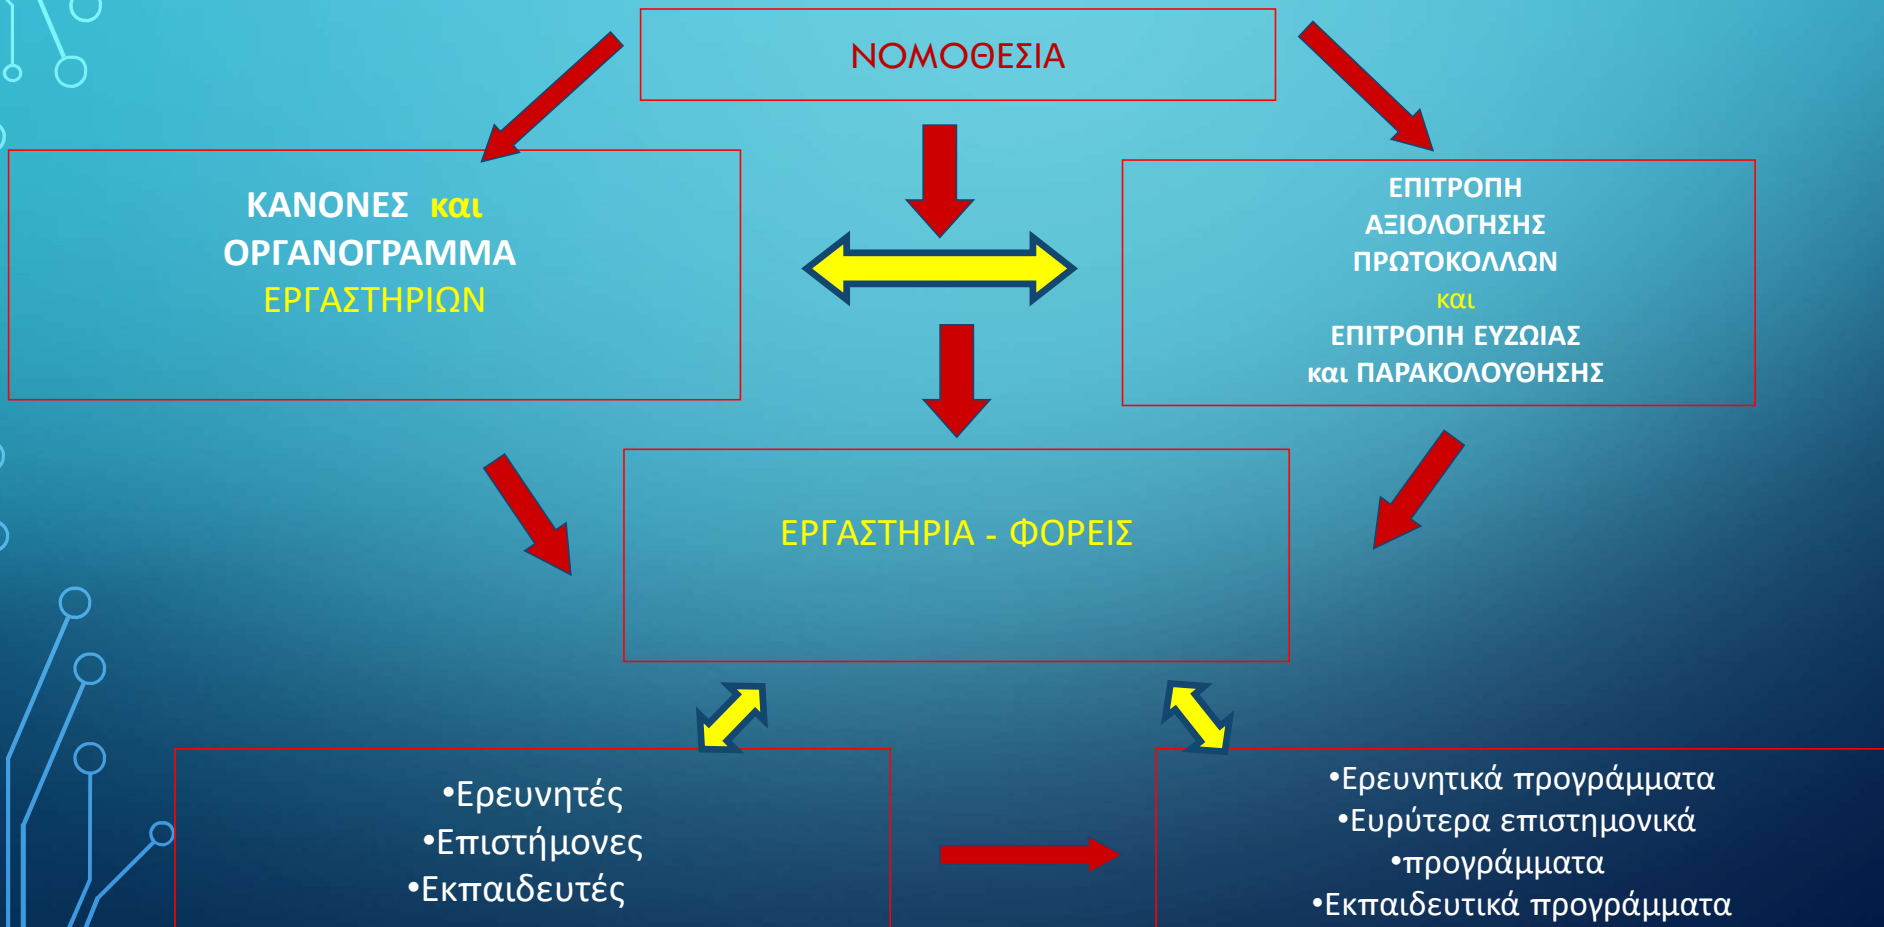 ΝΟΜΟΘΕΣΙΑ
ΚΑΝΟΝΕΣ και
ΟΡΓΑΝΟΓΡΑΜΜΑ
ΕΡΓΑΣΤΗΡΙΩΝ
ΕΠΙΤΡΟΠΗ
ΑΞΙΟΛΟΓΗΣΗΣ
ΠΡΩΤΟΚΟΛΛΩΝ
και
ΕΠΙΤΡΟΠΗ ΕΥΖΩΙΑΣ
και ΠΑΡΑΚΟΛΟΥΘΗΣΗΣ
ΕΡΓΑΣΤΗΡΙΑ - ΦΟΡΕΙΣ
•Ερευνητές
•Επιστήμονες
•Εκπαιδευτές
•Ερευνητικά προγράμματα
•Ευρύτερα επιστημονικά
•προγράμματα
•Εκπαιδευτικά προγράμματα